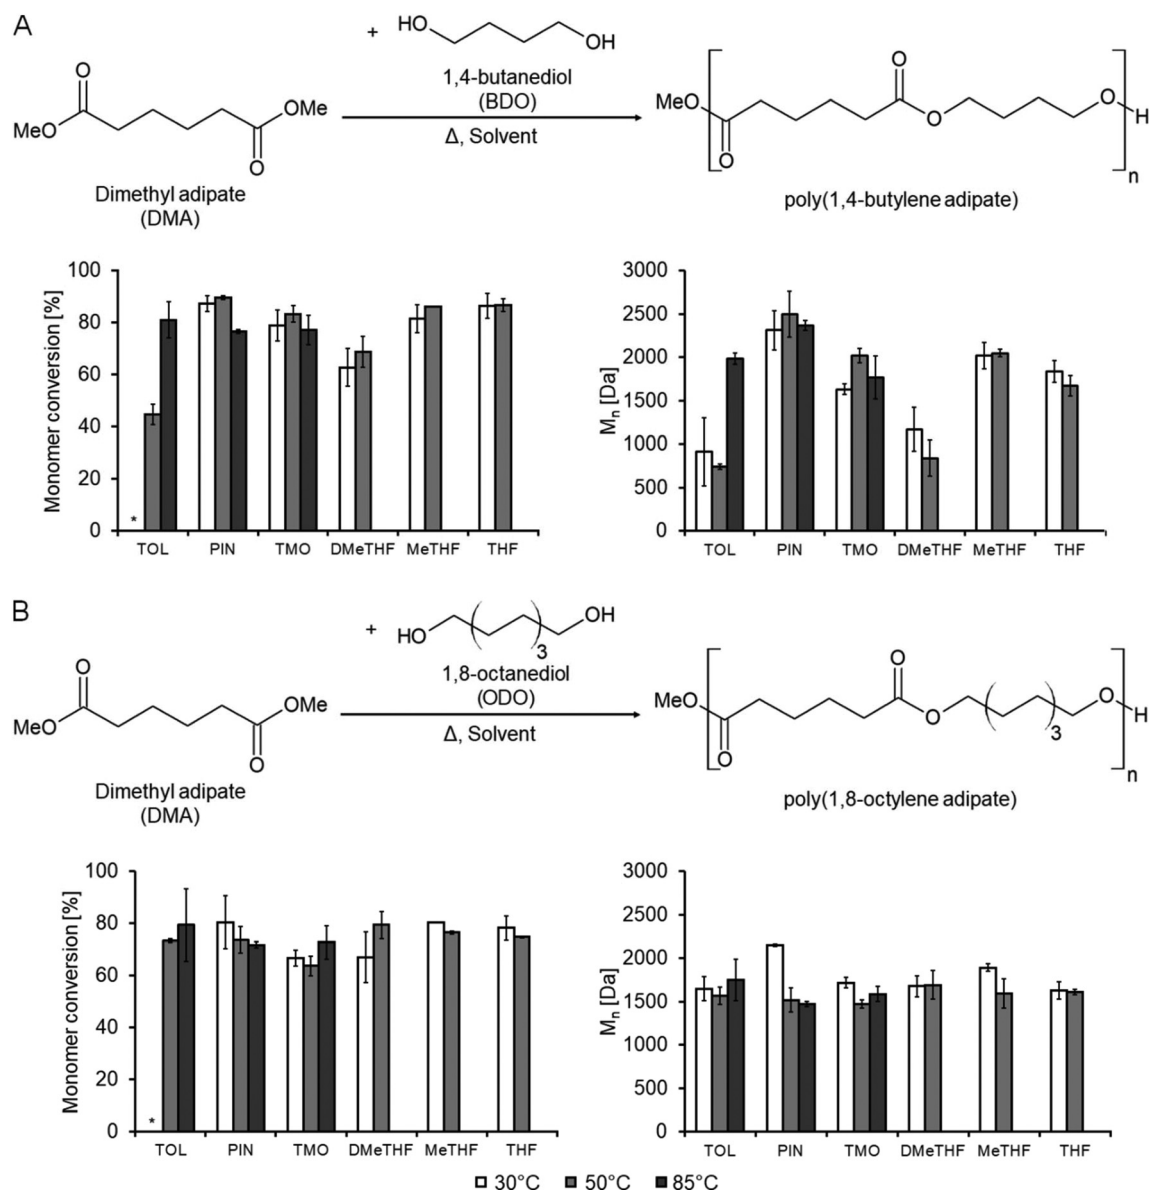 A
+
HO
OH
1,4-butanediol
(BDO)
Δ, Solvent
O
MeO
OMe
O
Dimethyl adipate
(DMA)
MeO
O
O
O
O
H
n
poly(1,4-butylene adipate)
Monomer conversion [%]
100
80
60
40
20
0
*
TOL PIN TMO DMeTHF MeTHF THF
Mn [Da]
3000
2500
2000
1500
1000
500
0
TOL PIN TMO DMeTHF MeTHF THF
B
+
HO
OH
3
1,8-octanediol
(ODO)
Δ, Solvent
O
MeO
OMe
O
Dimethyl adipate
(DMA)
MeO
O
O
O
3
O
H
n
poly(1,8-octylene adipate)
Monomer conversion [%]
100
80
60
40
20
0
*
TOL PIN TMO DMeTHF MeTHF THF
Mn [Da]
3000
2500
2000
1500
1000
500
0
TOL PIN TMO DMeTHF MeTHF THF
30°C 50°C 85°C